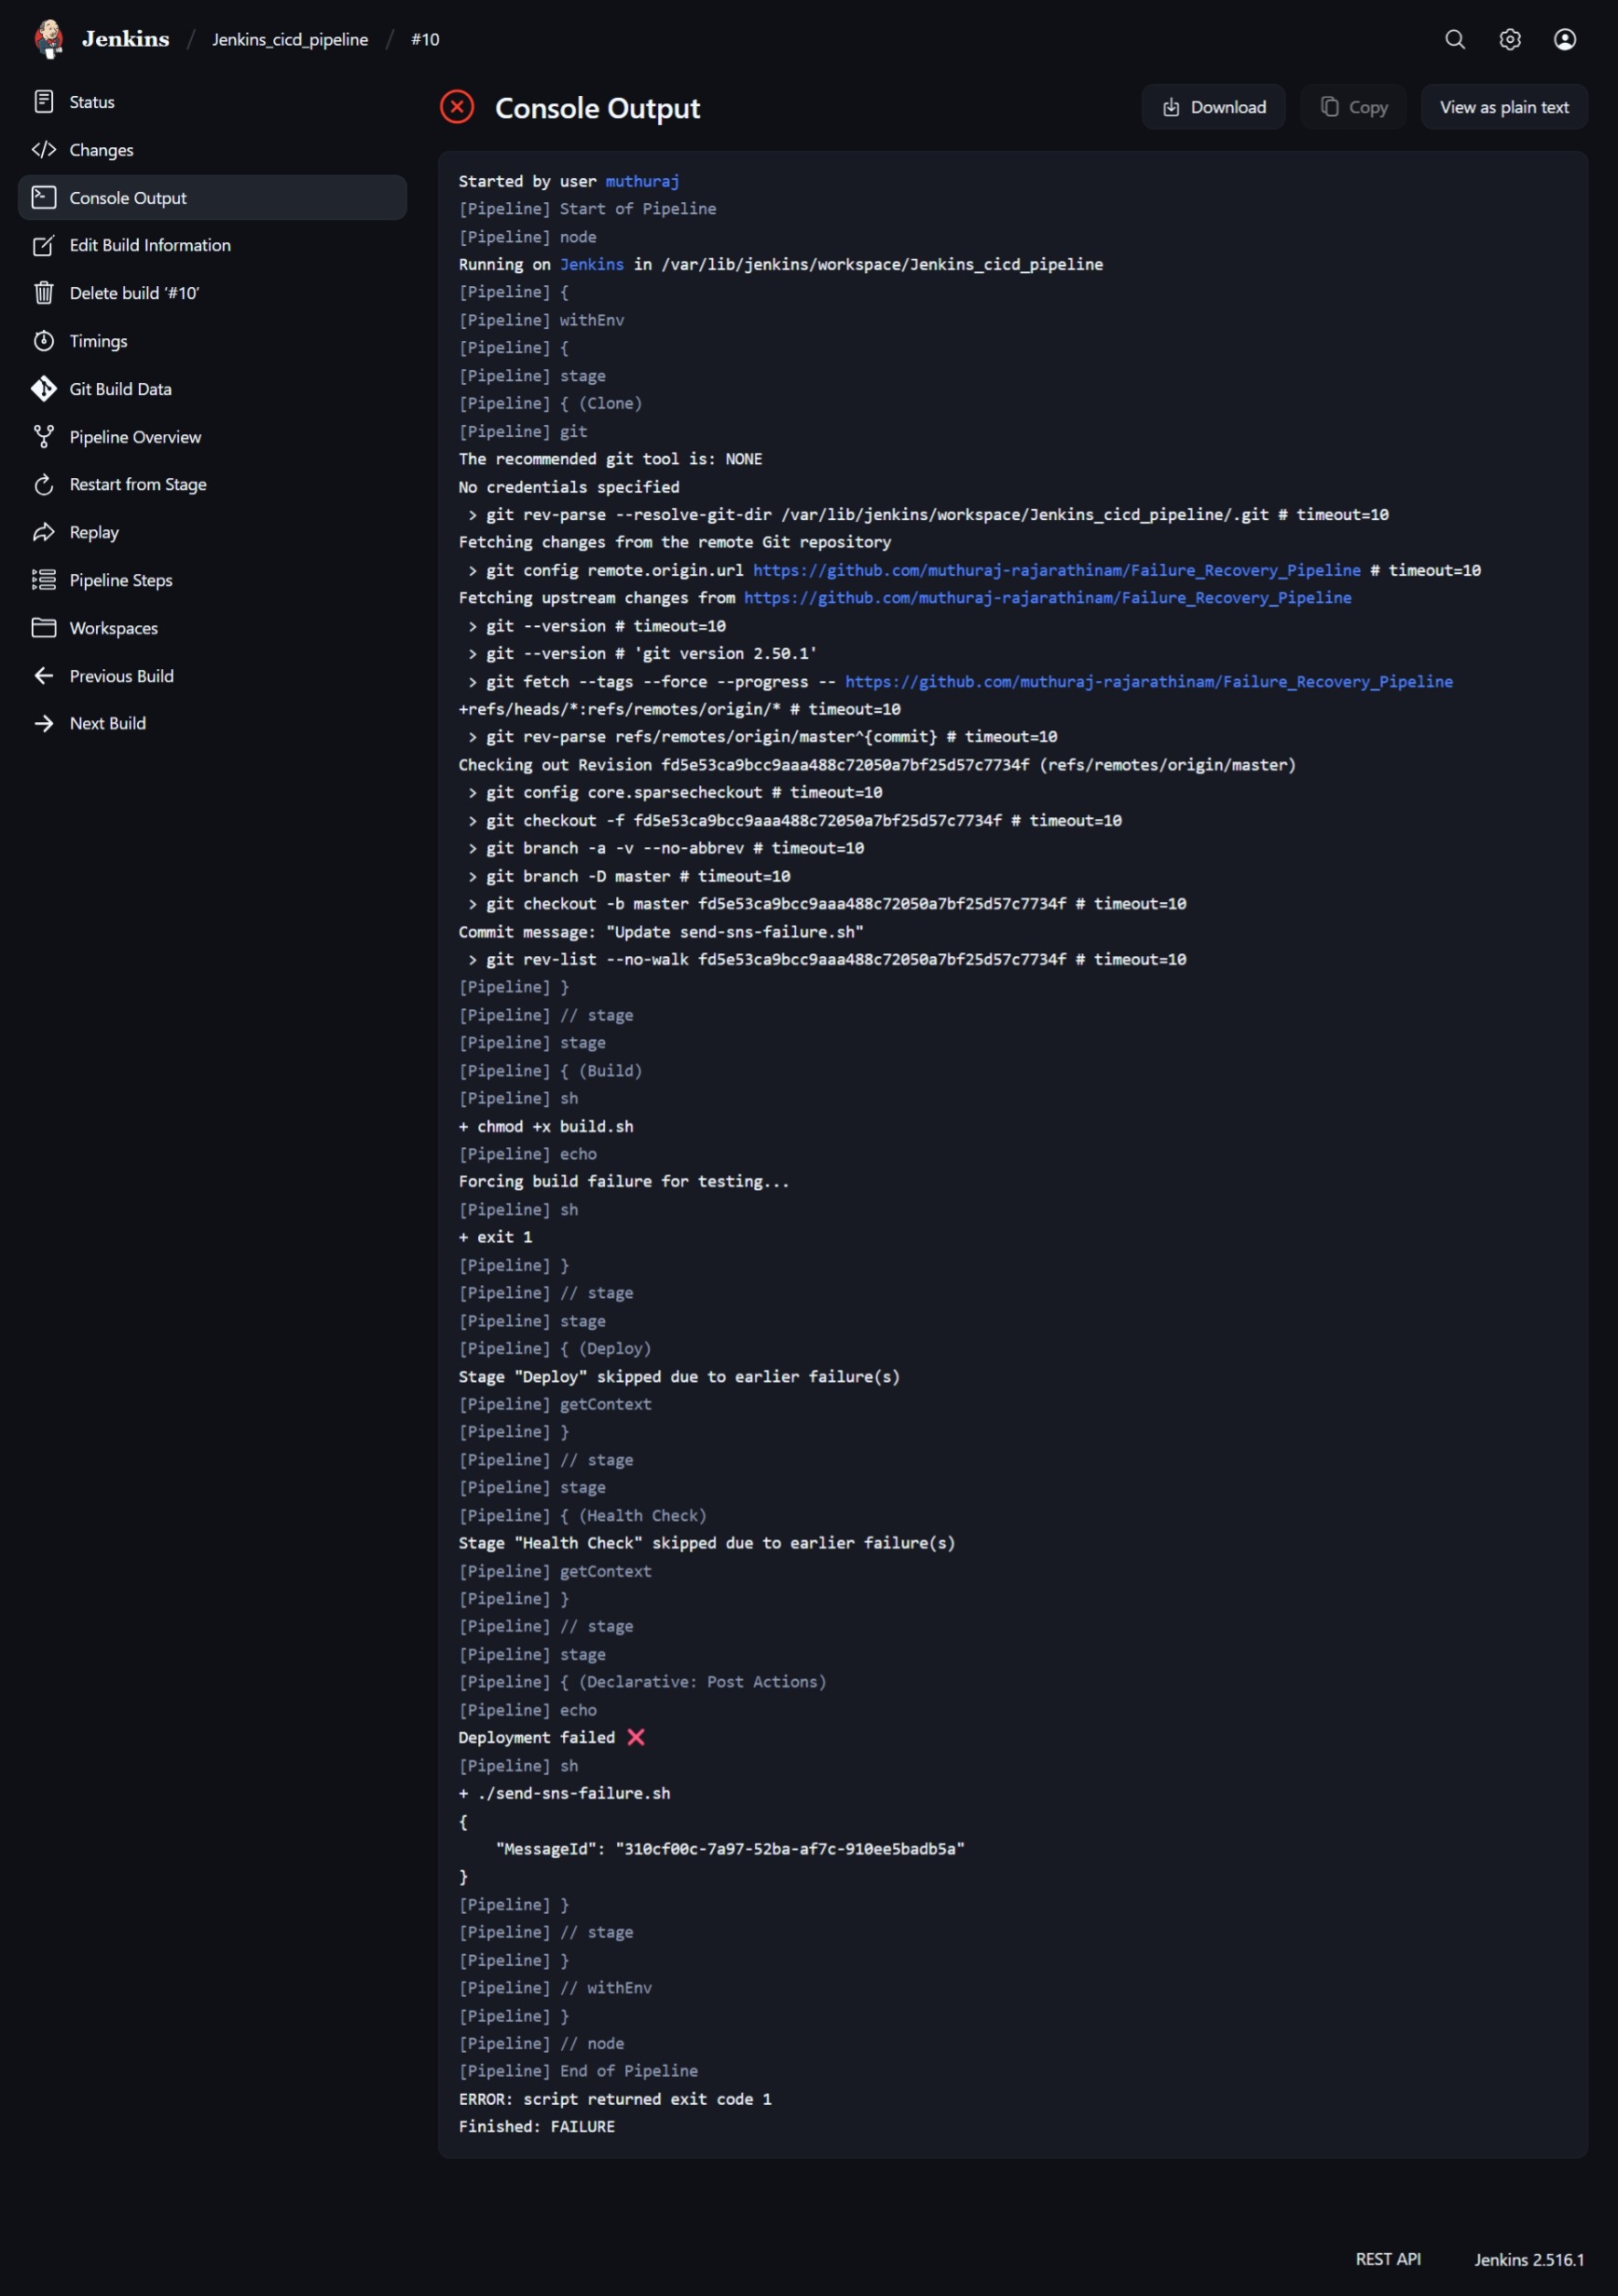 Jenkins / Jenkins_cicd_pipeline / #10
Status
Changes
Console Output
Edit Build Information
Delete build ‘#10’
Timings
Git Build Data
Pipeline Overview
Restart from Stage
Replay
Pipeline Steps
Workspaces
Previous Build
Next Build
Console Output
Download
Copy
View as plain text
Started by user muthuraj
[Pipeline] Start of Pipeline
[Pipeline] node
Running on Jenkins in /var/lib/jenkins/workspace/Jenkins_cicd_pipeline
[Pipeline] {
[Pipeline] withEnv
[Pipeline] {
[Pipeline] stage
[Pipeline] { (Clone)
[Pipeline] git
The recommended git tool is: NONE
No credentials specified
 > git rev-parse --resolve-git-dir /var/lib/jenkins/workspace/Jenkins_cicd_pipeline/.git # timeout=10
Fetching changes from the remote Git repository
 > git config remote.origin.url https://github.com/muthuraj-rajarathinam/Failure_Recovery_Pipeline # timeout=10
Fetching upstream changes from https://github.com/muthuraj-rajarathinam/Failure_Recovery_Pipeline
 > git --version # timeout=10
 > git --version # 'git version 2.50.1'
 > git fetch --tags --force --progress -- https://github.com/muthuraj-rajarathinam/Failure_Recovery_Pipeline
+refs/heads/*:refs/remotes/origin/* # timeout=10
 > git rev-parse refs/remotes/origin/master^{commit} # timeout=10
Checking out Revision fd5e53ca9bcc9aaa488c72050a7bf25d57c7734f (refs/remotes/origin/master)
 > git config core.sparsecheckout # timeout=10
 > git checkout -f fd5e53ca9bcc9aaa488c72050a7bf25d57c7734f # timeout=10
 > git branch -a -v --no-abbrev # timeout=10
 > git branch -D master # timeout=10
 > git checkout -b master fd5e53ca9bcc9aaa488c72050a7bf25d57c7734f # timeout=10
Commit message: "Update send-sns-failure.sh"
 > git rev-list --no-walk fd5e53ca9bcc9aaa488c72050a7bf25d57c7734f # timeout=10
[Pipeline] }
[Pipeline] // stage
[Pipeline] stage
[Pipeline] { (Build)
[Pipeline] sh
+ chmod +x build.sh
[Pipeline] echo
Forcing build failure for testing...
[Pipeline] sh
+ exit 1
[Pipeline] }
[Pipeline] // stage
[Pipeline] stage
[Pipeline] { (Deploy)
Stage "Deploy" skipped due to earlier failure(s)
[Pipeline] getContext
[Pipeline] }
[Pipeline] // stage
[Pipeline] stage
[Pipeline] { (Health Check)
Stage "Health Check" skipped due to earlier failure(s)
[Pipeline] getContext
[Pipeline] }
[Pipeline] // stage
[Pipeline] stage
[Pipeline] { (Declarative: Post Actions)
[Pipeline] echo
Deployment failed ❌
[Pipeline] sh
+ ./send-sns-failure.sh
{
    "MessageId": "310cf00c-7a97-52ba-af7c-910ee5badb5a"
}
[Pipeline] }
[Pipeline] // stage
[Pipeline] }
[Pipeline] // withEnv
[Pipeline] }
[Pipeline] // node
[Pipeline] End of Pipeline
ERROR: script returned exit code 1
Finished: FAILURE
REST API
Jenkins 2.516.1